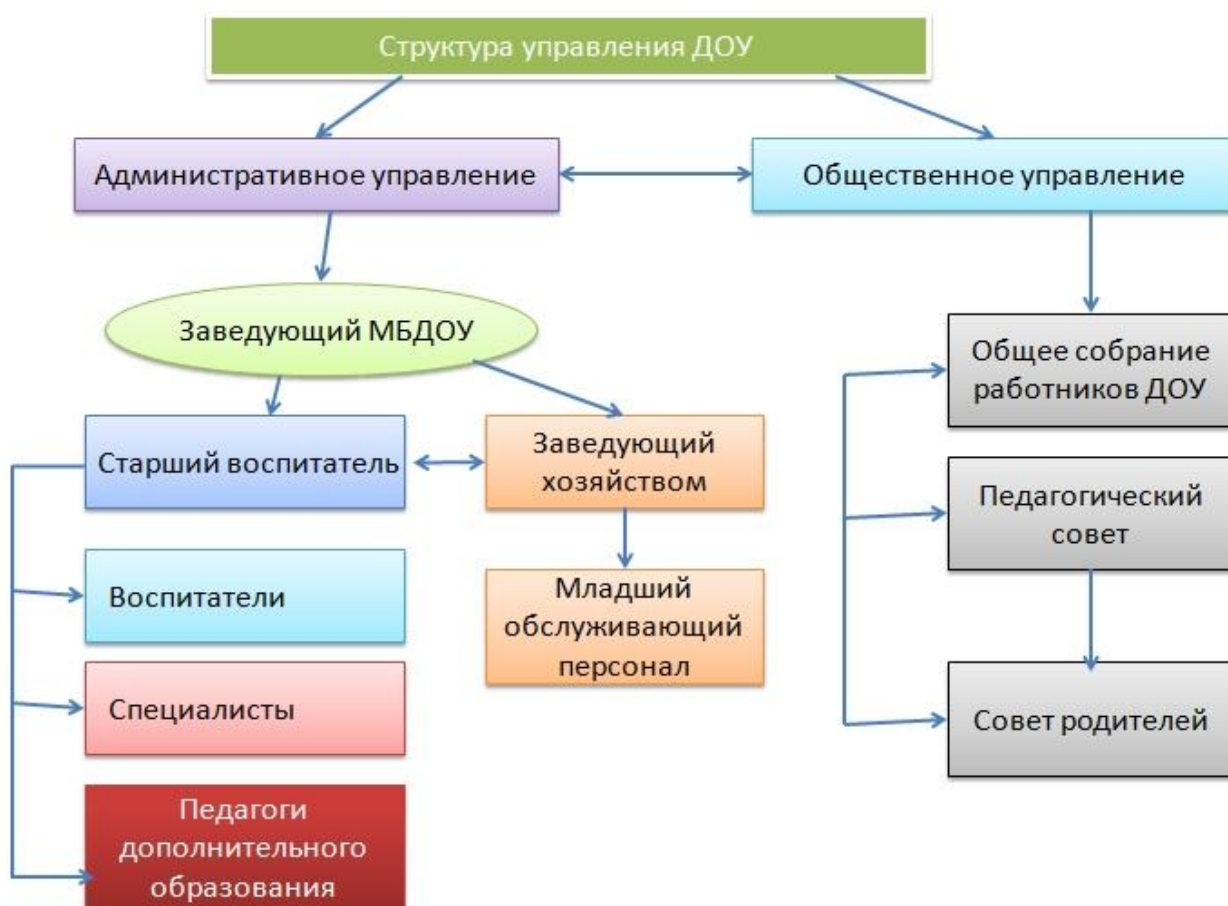 Структура управления ДОУ
Административное управление
Общественное управление
Заведующий МБДОУ
Общее собрание
работников ДОУ
Старший воспитатель
Заведующий
хозяйством
Педагогический
совет
Воспитатели
Младший
обслуживающий
персонал
Специалисты
Совет родителей
Педагоги
дополнительного
образования